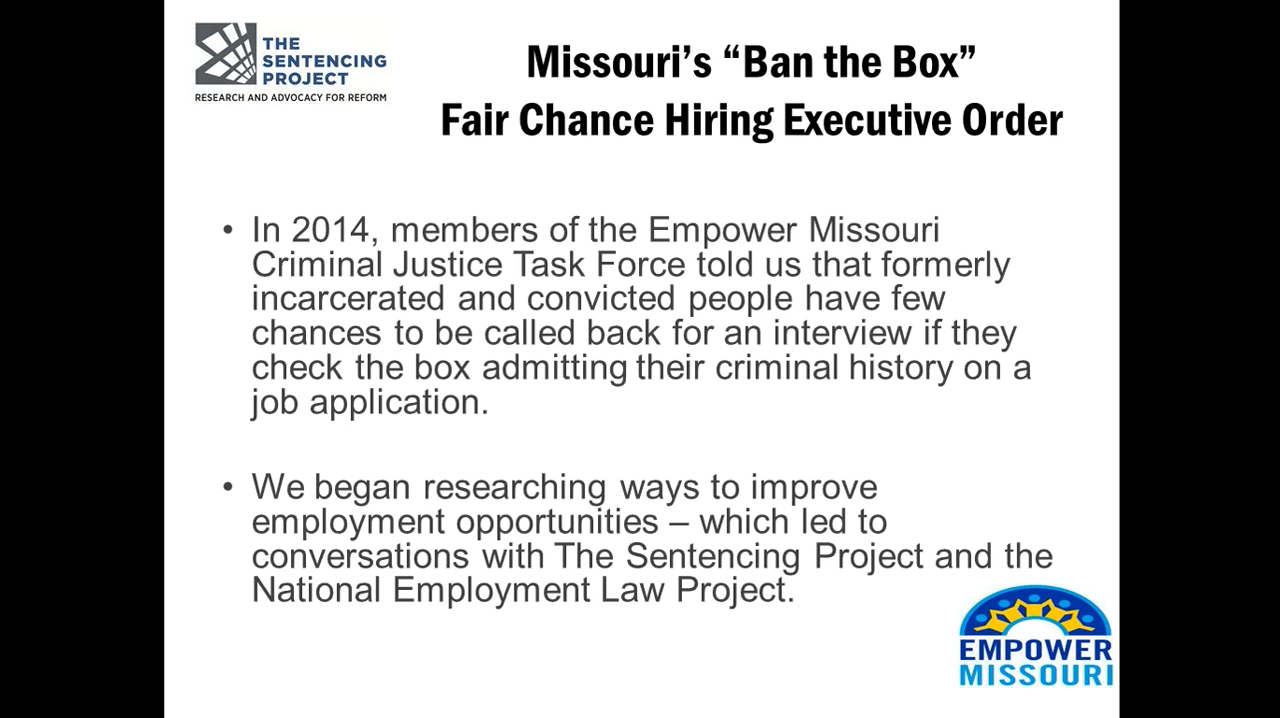 THE
SENTENCING
PROJECT
RESEARCH AND ADVOCACY FOR REFORM
Missouri’s “Ban the Box”
Fair Chance Hiring Executive Order
• In 2014, members of the Empower Missouri
Criminal Justice Task Force told us that formerly
incarcerated and convicted people have few
chances to be called back for an interview if they
check the box admitting their criminal history on a
job application.
• We began researching ways to improve
employment opportunities – which led to
conversations with The Sentencing Project and the
National Employment Law Project.
EMPOWER
MISSOURI